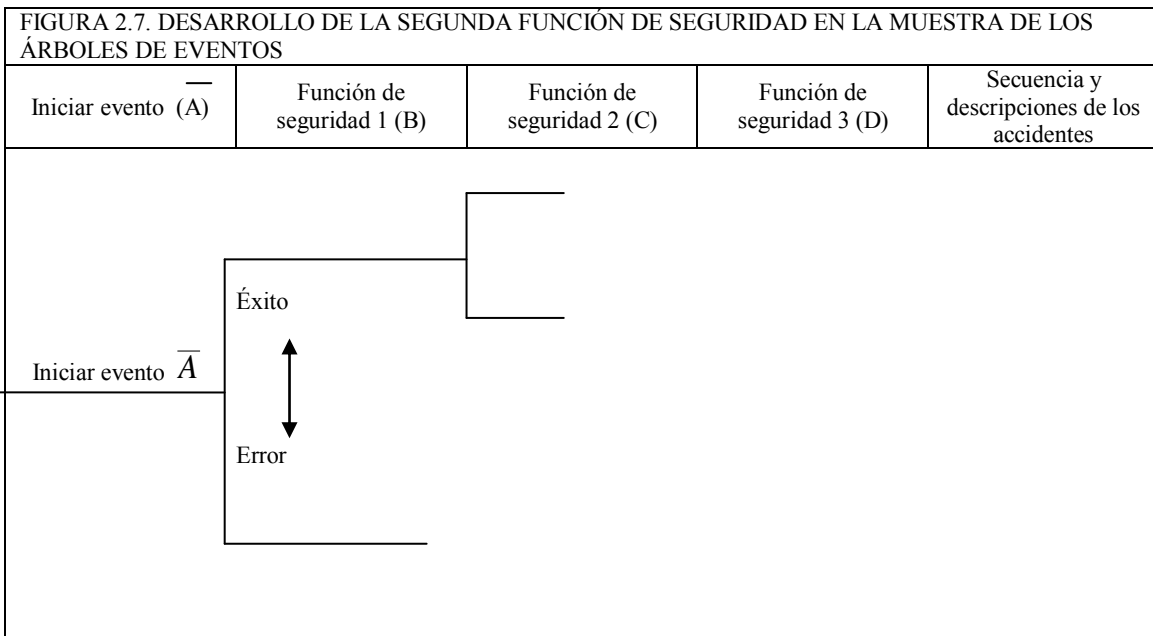 FIGURA 2.7. DESARROLLO DE LA SEGUNDA FUNCIÓN DE SEGURIDAD EN LA MUESTRA DE LOS
ÁRBOLES DE EVENTOS
Iniciar evento (A̅)
Función de
seguridad 1 (B)
Función de
seguridad 2 (C)
Función de
seguridad 3 (D)
Secuencia y
descripciones de los
accidentes
Éxito
Iniciar evento A̅
Error